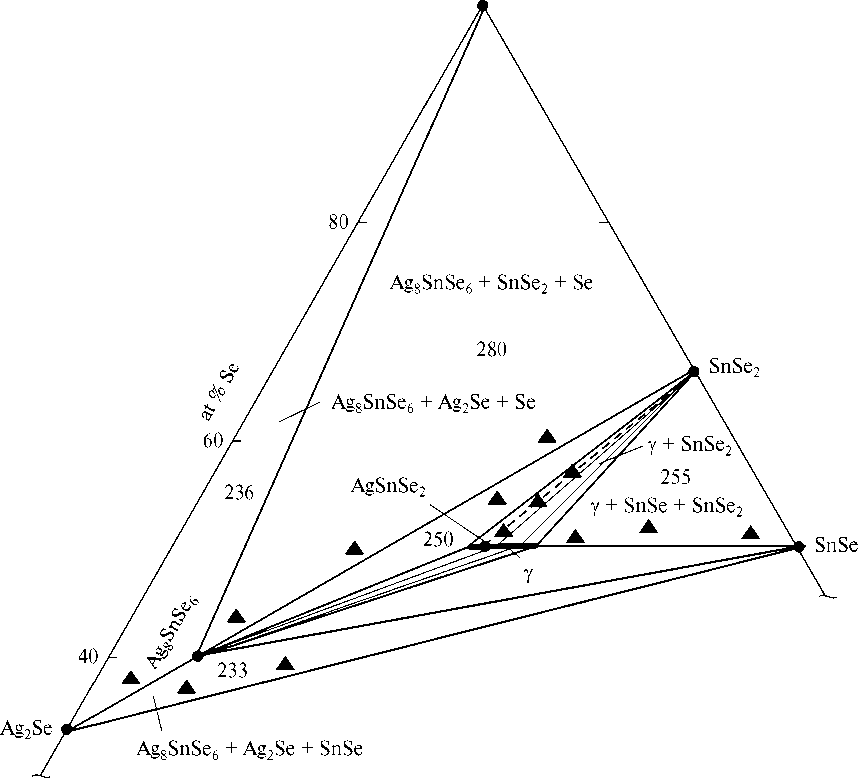 80
Ag₈SnSe₆ + SnSe₂ + Se
280
SnSe₂
at % Se
Ag₈SnSe₆ + Ag₂Se + Se
60
γ + SnSe₂
255
AgSnSe₂
236
γ + SnSe + SnSe₂
250
SnSe
γ
Ag₈SnSe₆
40
233
Ag₂Se
Ag₈SnSe₆ + Ag₂Se + SnSe